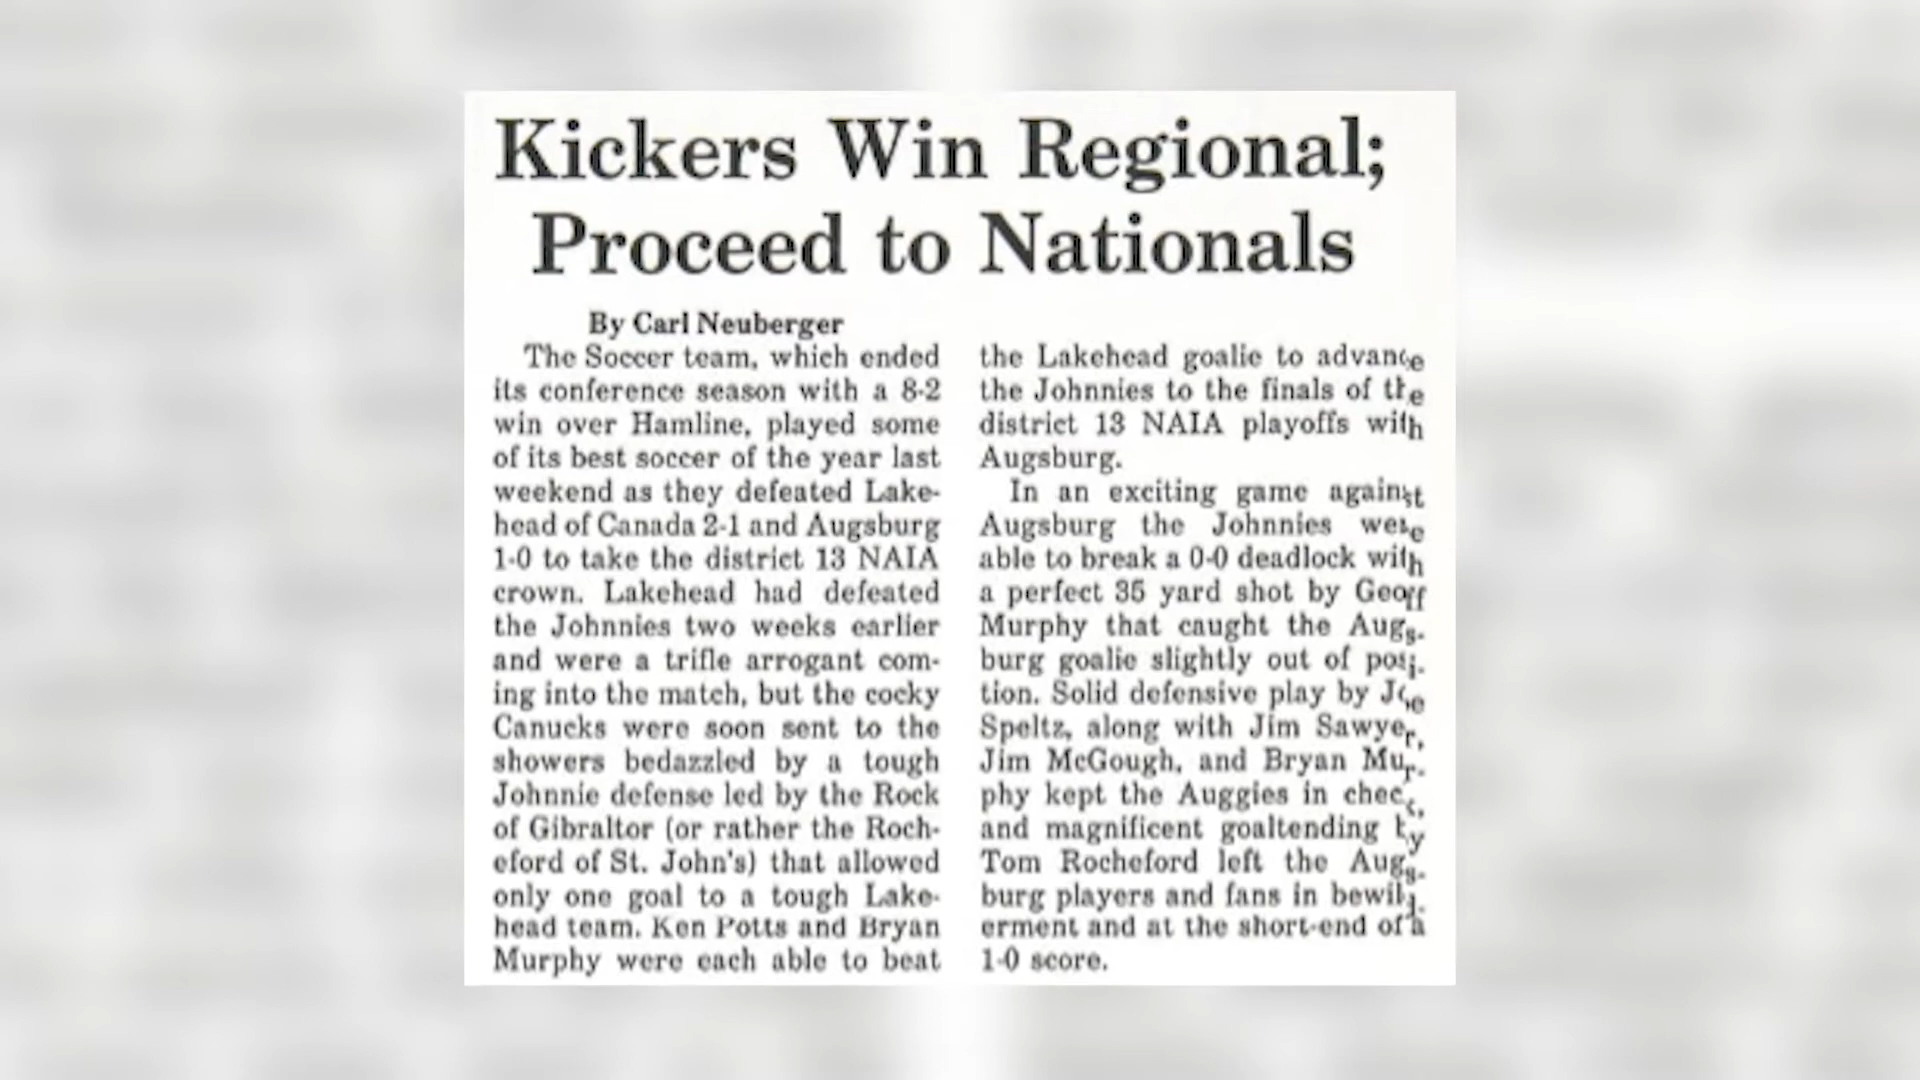 Kickers Win Regional;
Proceed to Nationals
By Carl Neuberger
The Soccer team, which ended
its conference season with a 8-2
win over Hamline, played some
of its best soccer of the year last
weekend as they defeated Lake-
head of Canada 2-1 and Augsburg
1-0 to take the district 13 NAIA
crown. Lakehead had defeated
the Johnnies two weeks earlier
and were a trifle arrogant com-
ing into the match, but the cocky
Canucks were soon sent to the
showers bedazzled by a tough
Johnnie defense led by the Rock
of Gibraltor (or rather the Roch-
eford of St. John's) that allowed
only one goal to a tough Lake-
head team. Ken Potts and Bryan
Murphy were each able to beat
the Lakehead goalie to advance
the Johnnies to the finals of the
district 13 NAIA playoffs with
Augsburg.
In an exciting game against
Augsburg the Johnnies were
able to break a 0-0 deadlock with
a perfect 35 yard shot by Geoff
Murphy that caught the Augs-
burg goalie slightly out of posi-
tion. Solid defensive play by Joe
Speltz, along with Jim Sawyer,
Jim McGough, and Bryan Mur-
phy kept the Auggies in check,
and magnificent goaltending by
Tom Rocheford left the Augs-
burg players and fans in bewild-
erment and at the short-end of a
1-0 score.